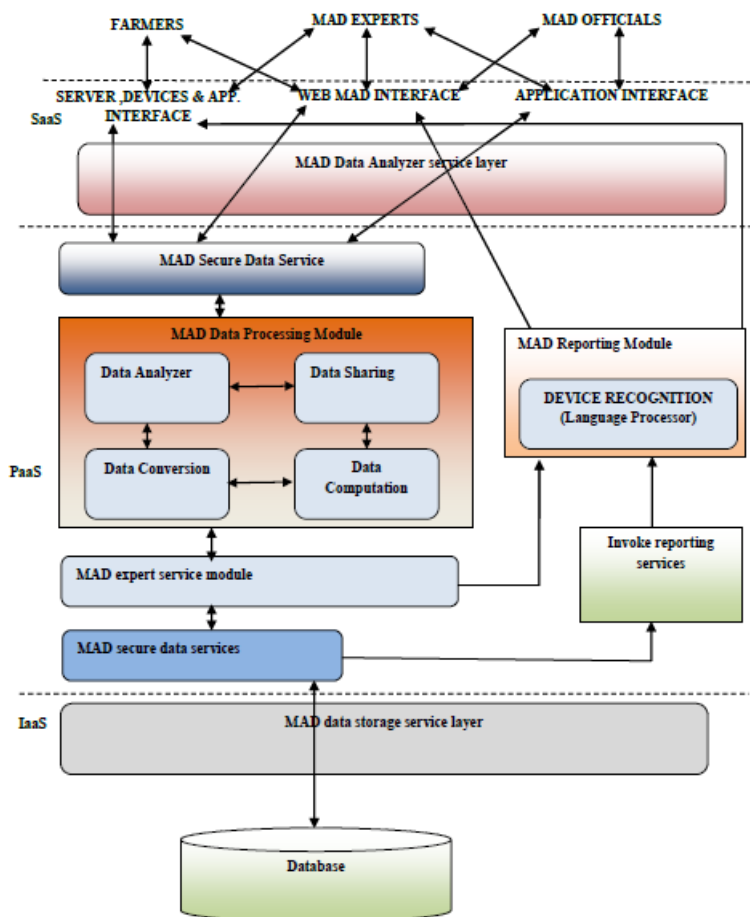 FARMERS
MAD EXPERTS
MAD OFFICIALS
SERVER ,DEVICES & APP.
INTERFACE
WEB MAD INTERFACE
APPLICATION INTERFACE
SaaS
MAD Data Analyzer service layer
MAD Secure Data Service
MAD Data Processing Module
Data Analyzer
Data Sharing
Data Conversion
Data
Computation
MAD Reporting Module
DEVICE RECOGNITION
(Language Processor)
PaaS
Invoke reporting
services
MAD expert service module
MAD secure data services
IaaS
MAD data storage service layer
Database